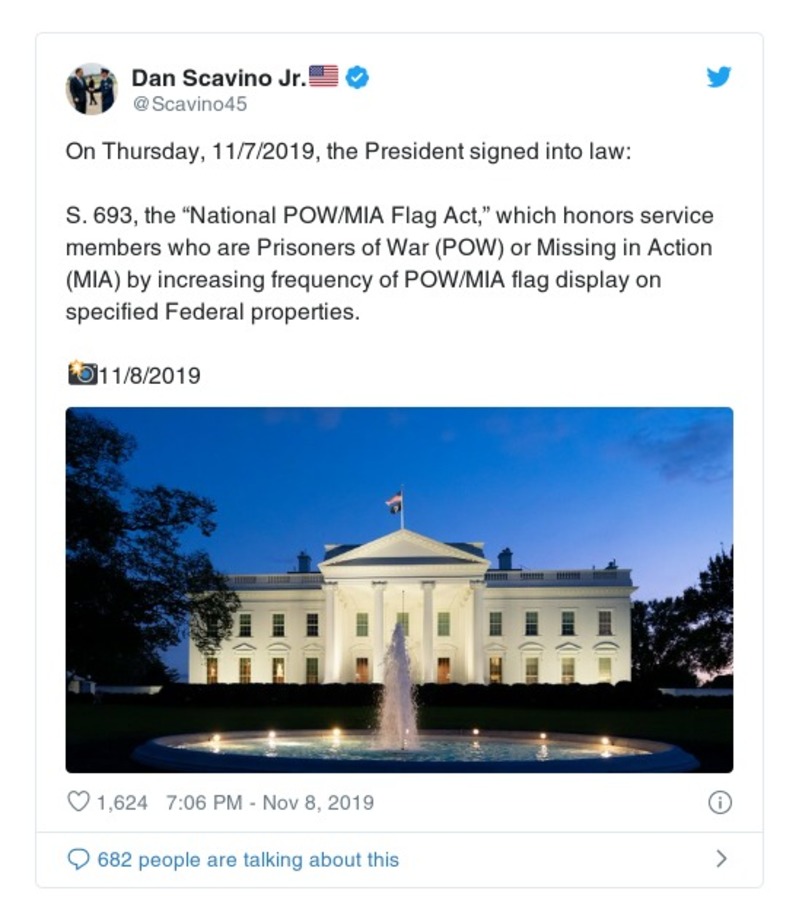 Dan Scavino Jr.🇺🇸
@Scavino45
On Thursday, 11/7/2019, the President signed into law:
S. 693, the “National POW/MIA Flag Act,” which honors service
members who are Prisoners of War (POW) or Missing in Action
(MIA) by increasing frequency of POW/MIA flag display on
specified Federal properties.
📸11/8/2019
1,624 7:06 PM - Nov 8, 2019
682 people are talking about this